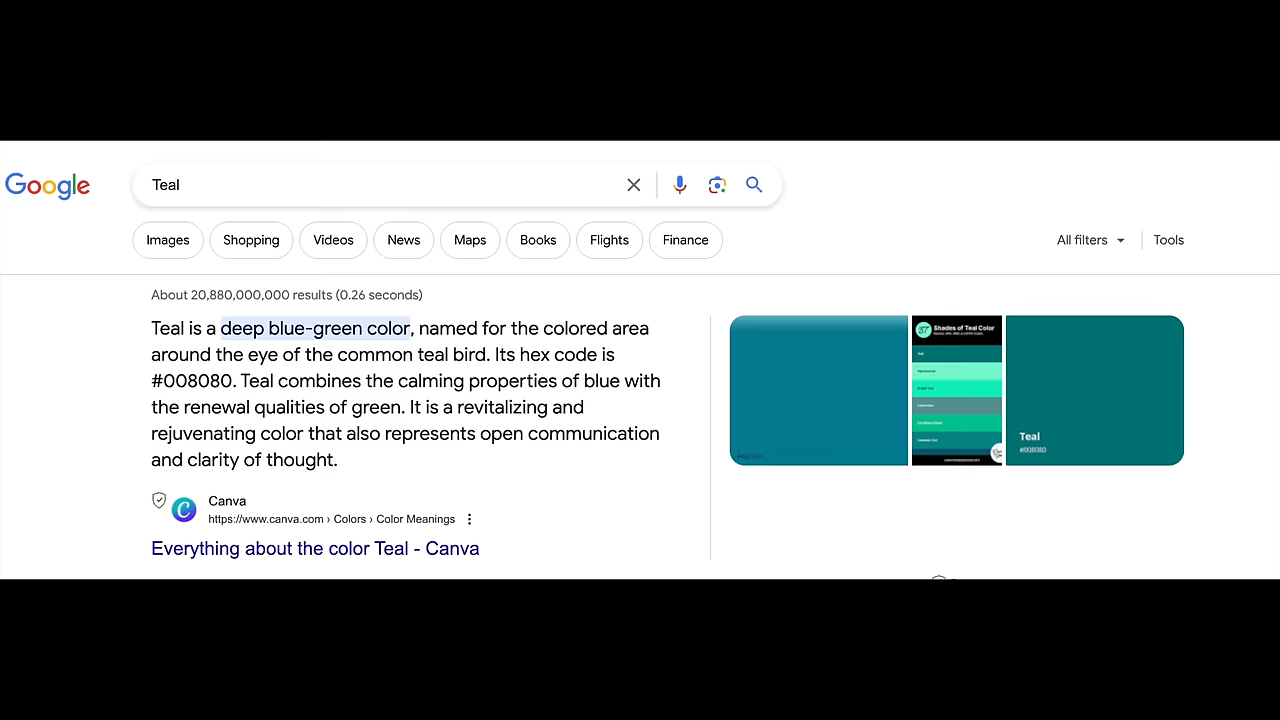 Google
Teal
Images
Shopping
Videos
News
Maps
Books
Flights
Finance
All filters
Tools
About 20,880,000,000 results (0.26 seconds)
Teal is a deep blue-green color, named for the colored area
around the eye of the common teal bird. Its hex code is
#008080. Teal combines the calming properties of blue with
the renewal qualities of green. It is a revitalizing and
rejuvenating color that also represents open communication
and clarity of thought.
Canva
https://www.canva.com › Colors › Color Meanings
Everything about the color Teal - Canva
Shades of Teal Color
Teal
Bright Teal
Teal
#008080